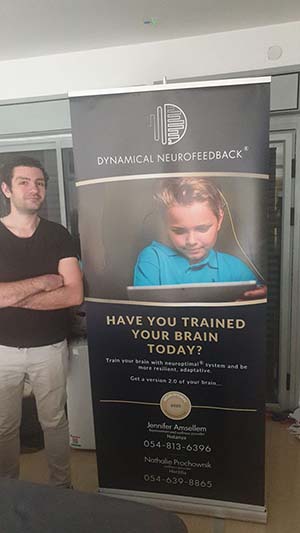 DYNAMICAL NEUROFEEDBACK®
HAVE YOU TRAINED
YOUR BRAIN
TODAY?
Train your brain with neuroptimal® system and be
more resilient, adaptative.
Get a version 2.0 of your brain...
Jennifer Amsellem
Netanya
054-813-6396
Nathalie Prochownik
Herzlia
054-639-8865